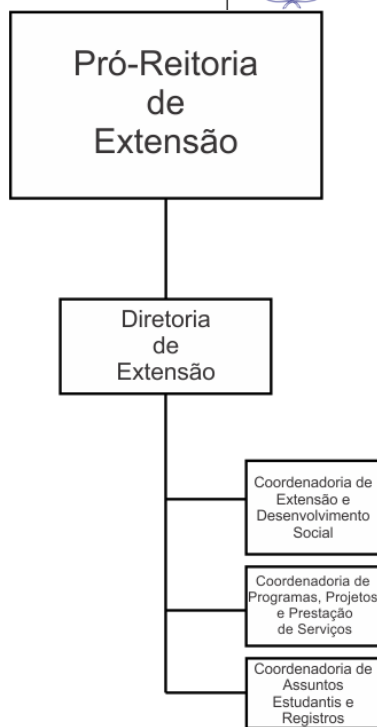 Pró-Reitoria
de
Extensão
Diretoria
de
Extensão
Coordenadoria de
Extensão e
Desenvolvimento
Social
Coordenadoria de
Programas, Projetos
e Prestação
de Serviços
Coordenadoria de
Assuntos
Estudantis e
Registros